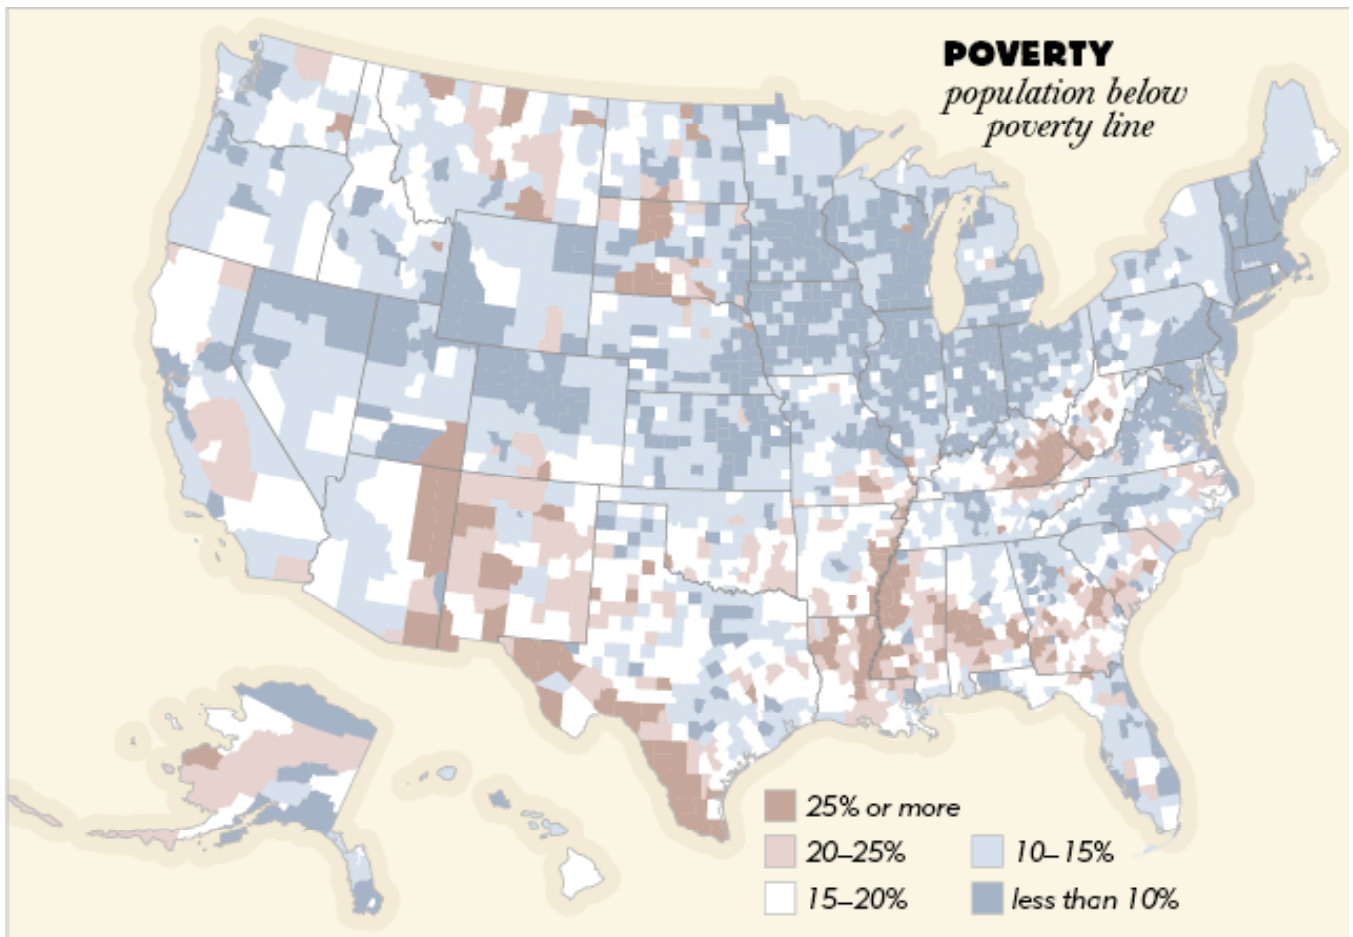 POVERTY
population below
poverty line
25% or more
20–25%
15–20%
10–15%
less than 10%